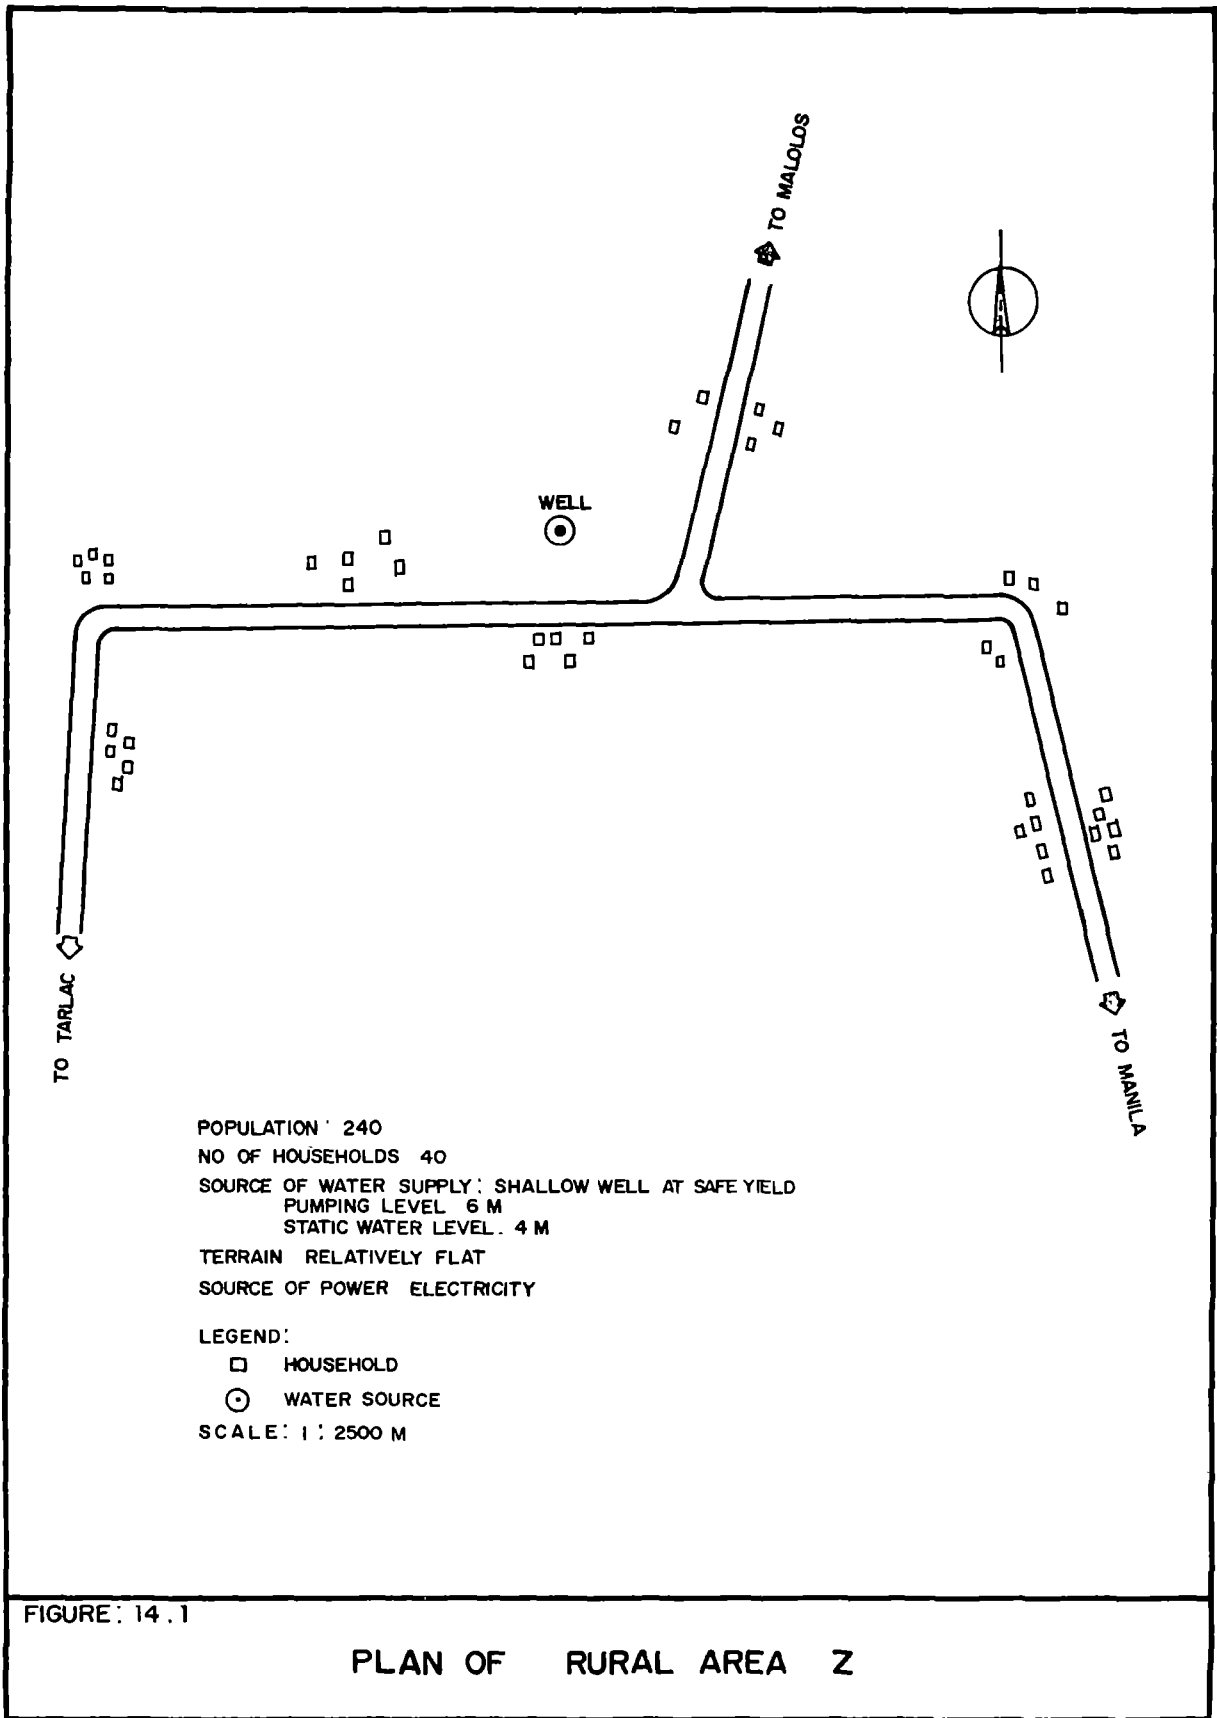 TO MALOLOS
WELL
TO TARLAC
TO MANILA
POPULATION : 240
NO OF HOUSEHOLDS 40
SOURCE OF WATER SUPPLY: SHALLOW WELL AT SAFE YIELD
PUMPING LEVEL 6 M
STATIC WATER LEVEL. 4 M
TERRAIN RELATIVELY FLAT
SOURCE OF POWER ELECTRICITY
LEGEND:
HOUSEHOLD
WATER SOURCE
SCALE: 1 : 2500 M
FIGURE: 14.1
PLAN OF RURAL AREA Z